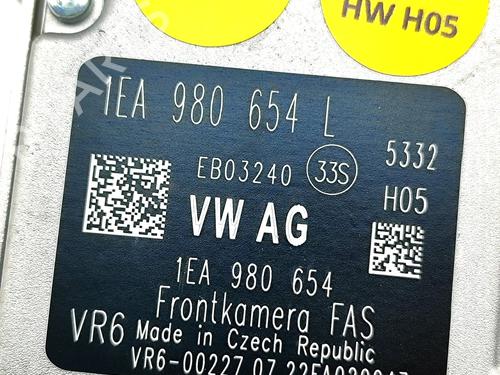 HW H05
1EA 980 654 L
EB03240 33S 5332
H05
VW AG
1EA 980 654
Frontkamera FAS
VR6 Made in Czech Republic